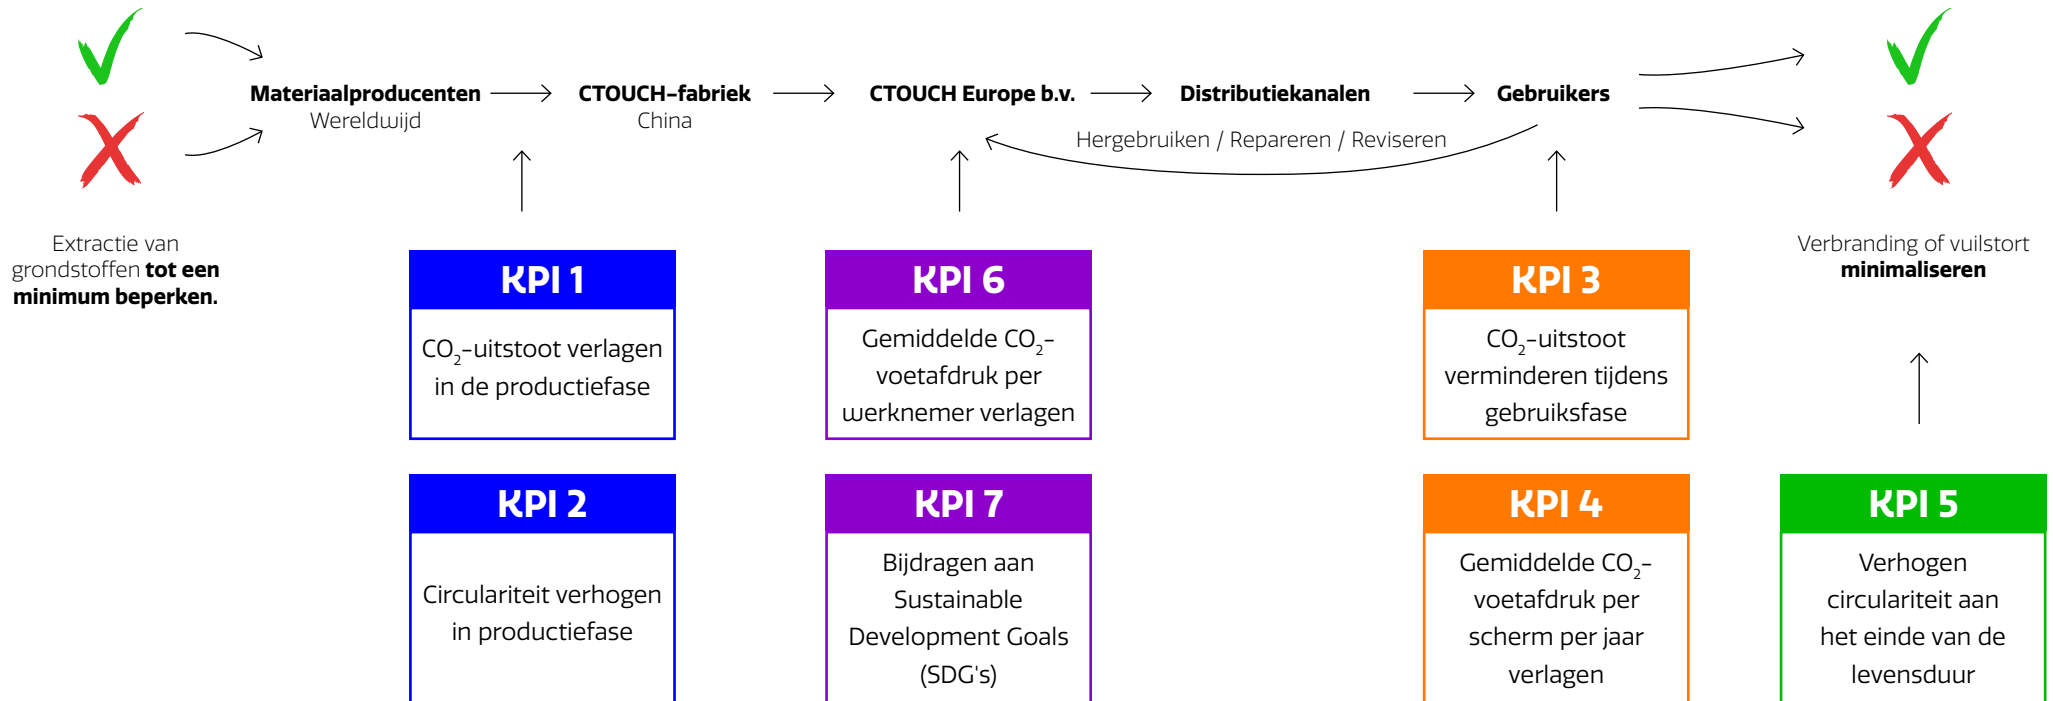 Materiaalproducenten
Wereldwijd
CTOUCH-fabriek
China
CTOUCH Europe b.v.
Distributiekanalen
Gebruikers
Hergebruiken / Repareren / Reviseren
Extractie van
grondstoffen tot een
minimum beperken.
Verbranding of vuilstort
minimaliseren
KPI 1
CO₂-uitstoot verlagen
in de productiefase
KPI 6
Gemiddelde CO₂-
voetafdruk per
werknemer verlagen
KPI 3
CO₂-uitstoot
verminderen tijdens
gebruiksfase
KPI 2
Circulariteit verhogen
in productiefase
KPI 7
Bijdragen aan
Sustainable
Development Goals
(SDG's)
KPI 4
Gemiddelde CO₂-
voetafdruk per
scherm per jaar
verlagen
KPI 5
Verhogen
circulariteit aan
het einde van de
levensduur